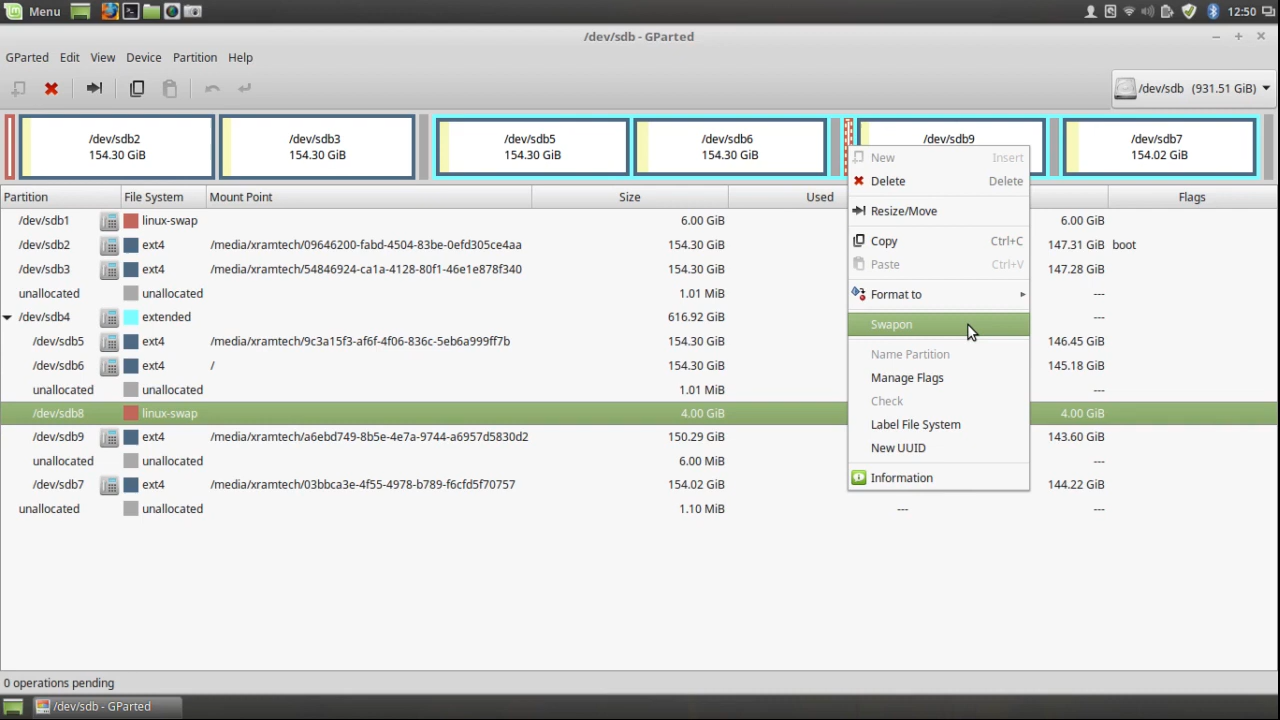 Menu
12:50
/dev/sdb - GParted
GParted Edit View Device Partition Help
/dev/sdb (931.51 GiB)
/dev/sdb2 /dev/sdb3 /dev/sdb5 /dev/sdb6 /dev/sdb9 /dev/sdb7
154.30 GiB 154.30 GiB 154.30 GiB 154.30 GiB 154.02 GiB
Partition File System Mount Point Size Used Flags
/dev/sdb1 linux-swap 6.00 GiB 6.00 GiB
/dev/sdb2 ext4 /media/xramtech/09646200-fabd-4504-83be-0efd305ce4aa 154.30 GiB 147.31 GiB boot
/dev/sdb3 ext4 /media/xramtech/54846924-ca1a-4128-80f1-46e1e878f340 154.30 GiB 147.28 GiB
unallocated unallocated 1.01 MiB ---
/dev/sdb4 extended 616.92 GiB ---
/dev/sdb5 ext4 /media/xramtech/9c3a15f3-af6f-4f06-836c-5eb6a999ff7b 154.30 GiB 146.45 GiB
/dev/sdb6 ext4 / 154.30 GiB 145.18 GiB
unallocated unallocated 1.01 MiB ---
/dev/sdb8 linux-swap 4.00 GiB 4.00 GiB
/dev/sdb9 ext4 /media/xramtech/a6ebd749-8b5e-4e7a-9744-a6957d5830d2 150.29 GiB 143.60 GiB
unallocated unallocated 6.00 MiB ---
/dev/sdb7 ext4 /media/xramtech/03bbca3e-4f55-4978-b789-f6cfd5f70757 154.02 GiB 144.22 GiB
unallocated unallocated 1.10 MiB --- ---
New Insert
Delete Delete
Resize/Move
Copy Ctrl+C
Paste Ctrl+V
Format to
Swapon
Name Partition
Manage Flags
Check
Label File System
New UUID
Information
0 operations pending
/dev/sdb - GParted